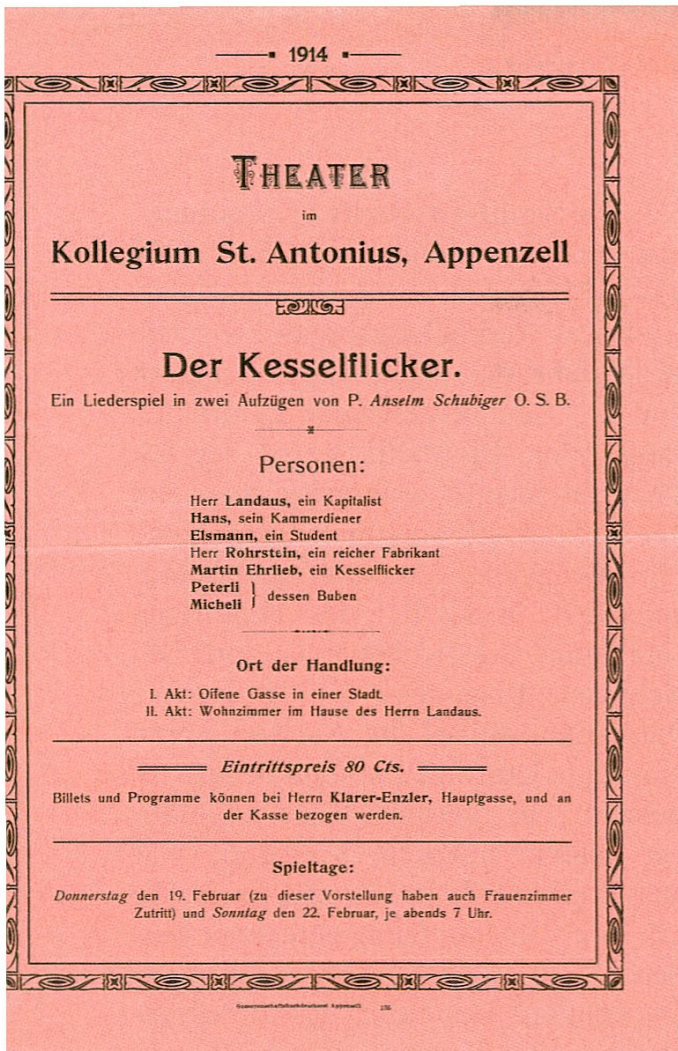 1914
THEATER
im
Kollegium St. Antonius, Appenzell
Der Kesselflicker.
Ein Liederspiel in zwei Aufzügen von P. Anselm Schubiger O. S. B.
Personen:
Herr Landaus, ein Kapitalist
Hans, sein Kammerdiener
Elsmann, ein Student
Herr Rohrstein, ein reicher Fabrikant
Martin Ehrlieb, ein Kesselflicker
Peterli
} dessen Buben
Micheli
Ort der Handlung:
I. Akt: Offene Gasse in einer Stadt.
II. Akt: Wohnzimmer im Hause des Herrn Landaus.
Eintrittspreis 80 Cts.
Billets und Programme können bei Herrn Klarer-Enzler, Hauptgasse, und an
der Kasse bezogen werden.
Spieltage:
Donnerstag den 19. Februar (zu dieser Vorstellung haben auch Frauenzimmer
Zutritt) und Sonntag den 22. Februar, je abends 7 Uhr.
Genossenschaftsbuchdruckerei Appenzell